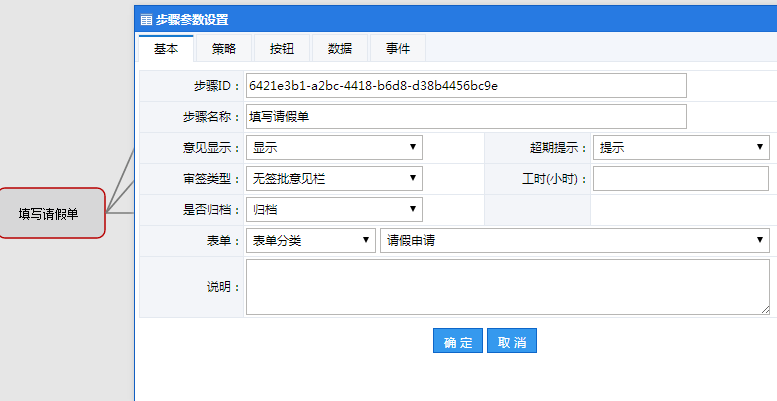 步骤参数设置
基本 策略 按钮 数据 事件
步骤ID： 6421e3b1-a2bc-4418-b6d8-d38b4456bc9e
步骤名称： 填写请假单
意见显示： 显示 超期提示： 提示
审签类型： 无签批意见栏 工时(小时)：
填写请假单
是否归档： 归档
表单： 表单分类 请假申请
说明：
确 定 取 消